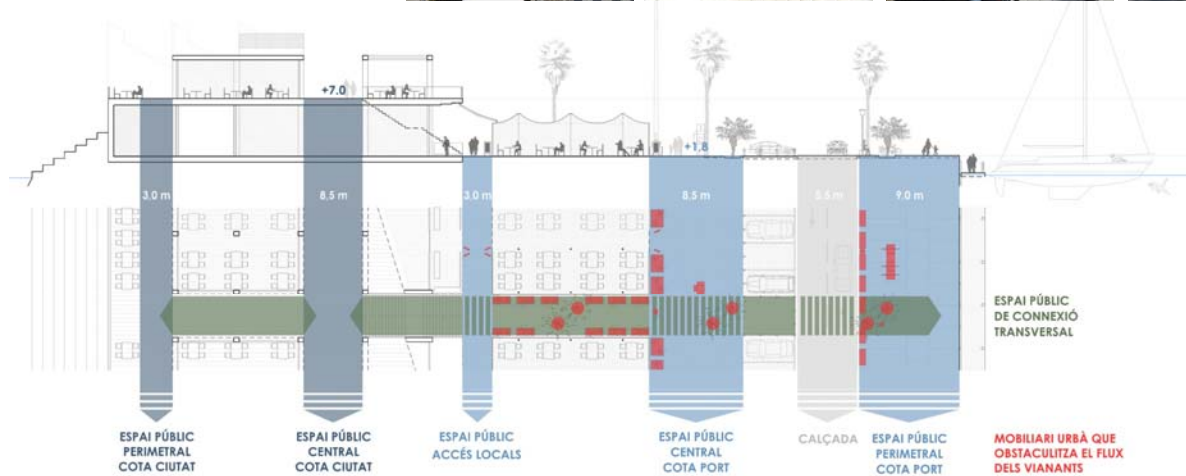 +7.0
+1.8
3.0 m
8.5 m
3.0 m
8.5 m
5.5 m
9.0 m
ESPAI PÚBLIC
DE CONNEXIÓ
TRANSVERSAL
ESPAI PÚBLIC
PERIMETRAL
COTA CIUTAT
ESPAI PÚBLIC
CENTRAL
COTA CIUTAT
ESPAI PÚBLIC
ACCÉS LOCALS
ESPAI PÚBLIC
CENTRAL
COTA PORT
CALÇADA
ESPAI PÚBLIC
PERIMETRAL
COTA PORT
MOBILIARI URBÀ QUE
OBSTACULITZA EL FLUX
DELS VIANANTS